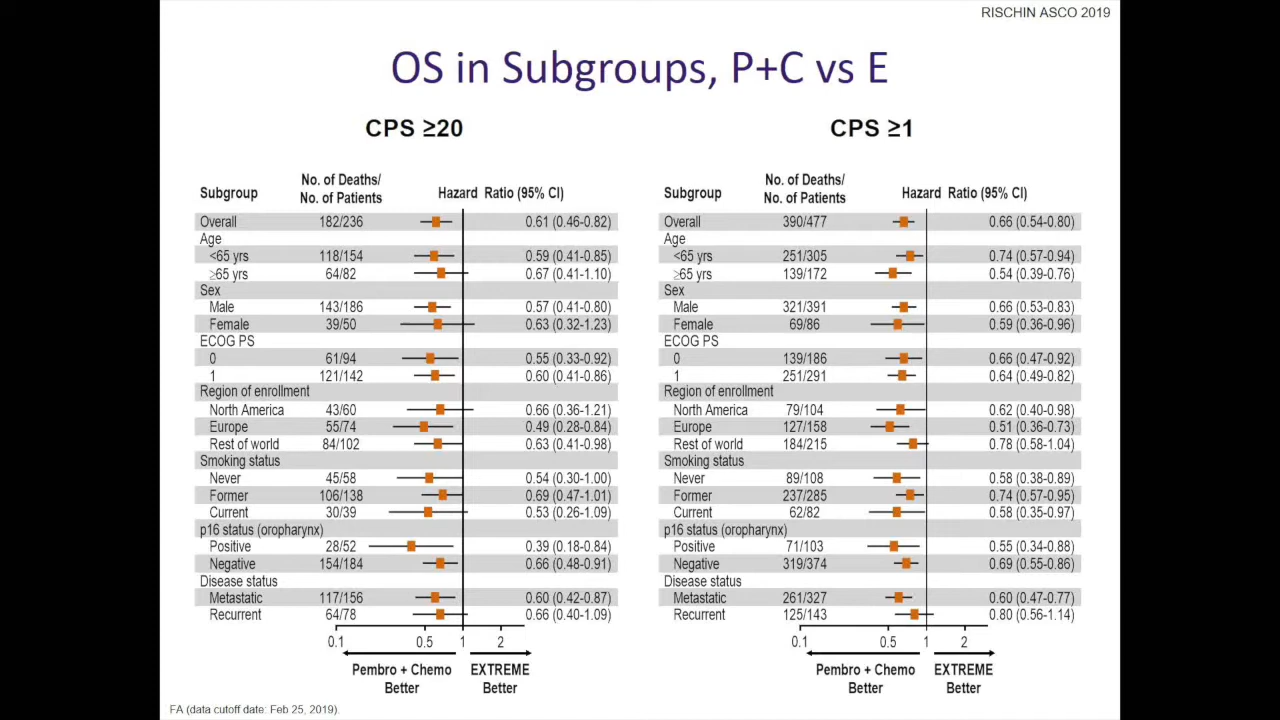 RISCHIN ASCO 2019
OS in Subgroups, P+C vs E
CPS ≥20
Subgroup No. of Deaths/ No. of Patients Hazard Ratio (95% CI)
Overall 182/236 0.61 (0.46-0.82)
Age
<65 yrs 118/154 0.59 (0.41-0.85)
≥65 yrs 64/82 0.67 (0.41-1.10)
Sex
Male 143/186 0.57 (0.41-0.80)
Female 39/50 0.63 (0.32-1.23)
ECOG PS
0 61/94 0.55 (0.33-0.92)
1 121/142 0.60 (0.41-0.86)
Region of enrollment
North America 43/60 0.66 (0.36-1.21)
Europe 55/74 0.49 (0.28-0.84)
Rest of world 84/102 0.63 (0.41-0.98)
Smoking status
Never 45/58 0.54 (0.30-1.00)
Former 106/138 0.69 (0.47-1.01)
Current 30/39 0.53 (0.26-1.09)
p16 status (oropharynx)
Positive 28/52 0.39 (0.18-0.84)
Negative 154/184 0.66 (0.48-0.91)
Disease status
Metastatic 117/156 0.60 (0.42-0.87)
Recurrent 64/78 0.66 (0.40-1.09)
0.1 0.5 1 2
Pembro + Chemo EXTREME
Better Better
CPS ≥1
Subgroup No. of Deaths/ No. of Patients Hazard Ratio (95% CI)
Overall 390/477 0.66 (0.54-0.80)
Age
<65 yrs 251/305 0.74 (0.57-0.94)
≥65 yrs 139/172 0.54 (0.39-0.76)
Sex
Male 321/391 0.66 (0.53-0.83)
Female 69/86 0.59 (0.36-0.96)
ECOG PS
0 139/186 0.66 (0.47-0.92)
1 251/291 0.64 (0.49-0.82)
Region of enrollment
North America 79/104 0.62 (0.40-0.98)
Europe 127/158 0.51 (0.36-0.73)
Rest of world 184/215 0.78 (0.58-1.04)
Smoking status
Never 89/108 0.58 (0.38-0.89)
Former 237/285 0.74 (0.57-0.95)
Current 62/82 0.58 (0.35-0.97)
p16 status (oropharynx)
Positive 71/103 0.55 (0.34-0.88)
Negative 319/374 0.69 (0.55-0.86)
Disease status
Metastatic 261/327 0.60 (0.47-0.77)
Recurrent 125/143 0.80 (0.56-1.14)
0.1 0.5 1 2
Pembro + Chemo EXTREME
Better Better
FA (data cutoff date: Feb 25, 2019).